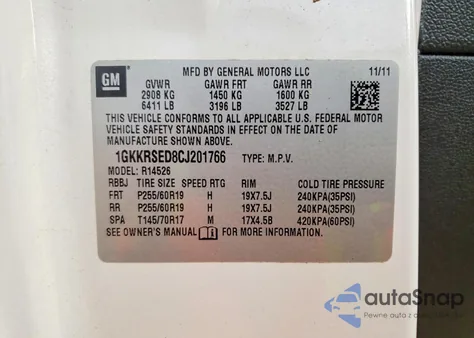 GM
MFD BY GENERAL MOTORS LLC 11/11
GVWR GAWR FRT GAWR RR
2908 KG 1450 KG 1600 KG
6411 LB 3196 LB 3527 LB
THIS VEHICLE CONFORMS TO ALL APPLICABLE U.S. FEDERAL MOTOR
VEHICLE SAFETY STANDARDS IN EFFECT ON THE DATE OF
MANUFACTURE SHOWN ABOVE.
1GKKRSED8CJ201766 TYPE: M.P.V.
MODEL: R14526
RBBJ TIRE SIZE SPEED RTG RIM COLD TIRE PRESSURE
FRT P255/60R19 H 19X7.5J 240KPA(35PSI)
RR P255/60R19 H 19X7.5J 240KPA(35PSI)
SPA T145/70R17 M 17X4.5B 420KPA(60PSI)
SEE OWNER'S MANUAL FOR MORE INFORMATION.
autaSnap
Pewne auta z